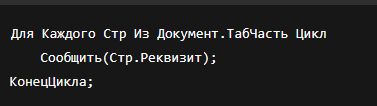 Для Каждого Стр Из Документ.ТабЧасть Цикл
    Сообщить(Стр.Реквизит);
КонецЦикла;